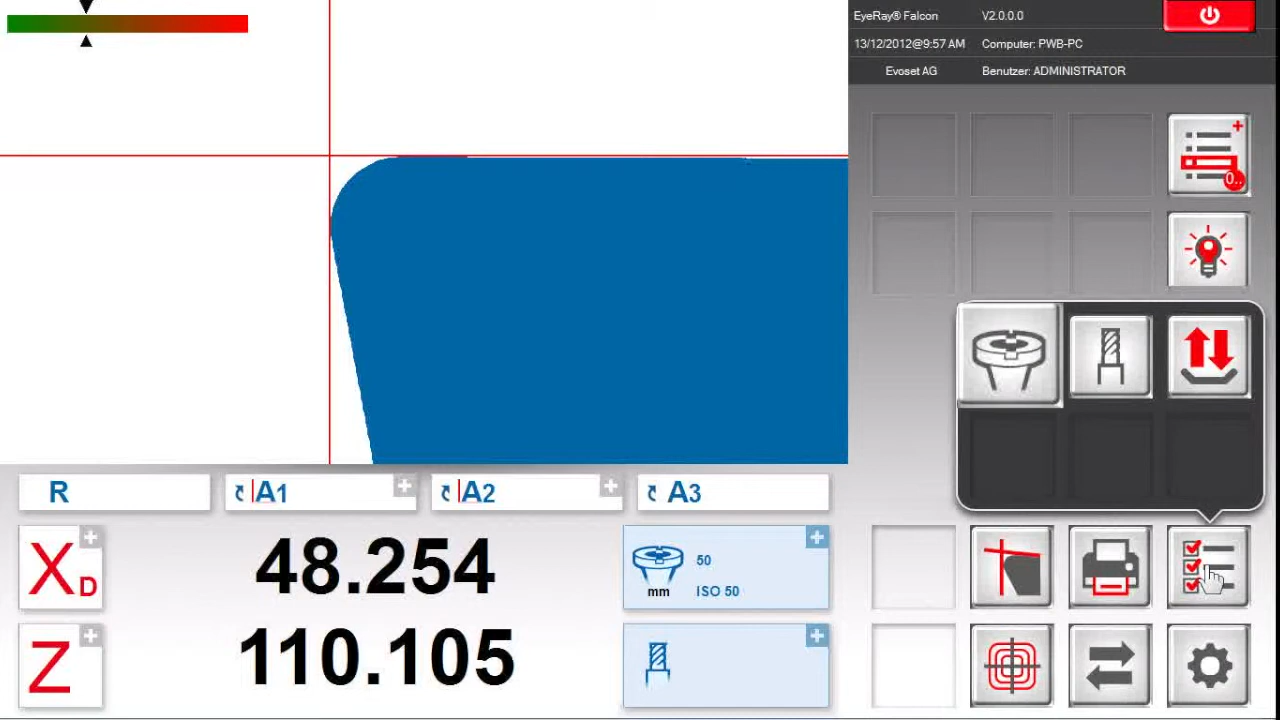 EyeRay® Falcon V2.0.0.0
13/12/2012@9:57 AM Computer: PWB-PC
Evoset AG Benutzer: ADMINISTRATOR
0..
R A1 A2 A3
XD 48.254
50
mm ISO 50
Z 110.105